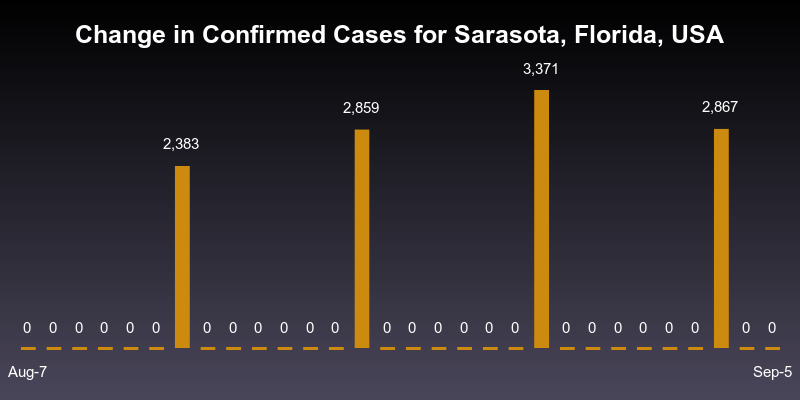 Change in Confirmed Cases for Sarasota, Florida, USA
3,371
2,859
2,867
2,383
0 0 0 0 0 0 0 0 0 0 0 0 0 0 0 0 0 0 0 0 0 0 0 0 0 0
Aug-7 Sep-5